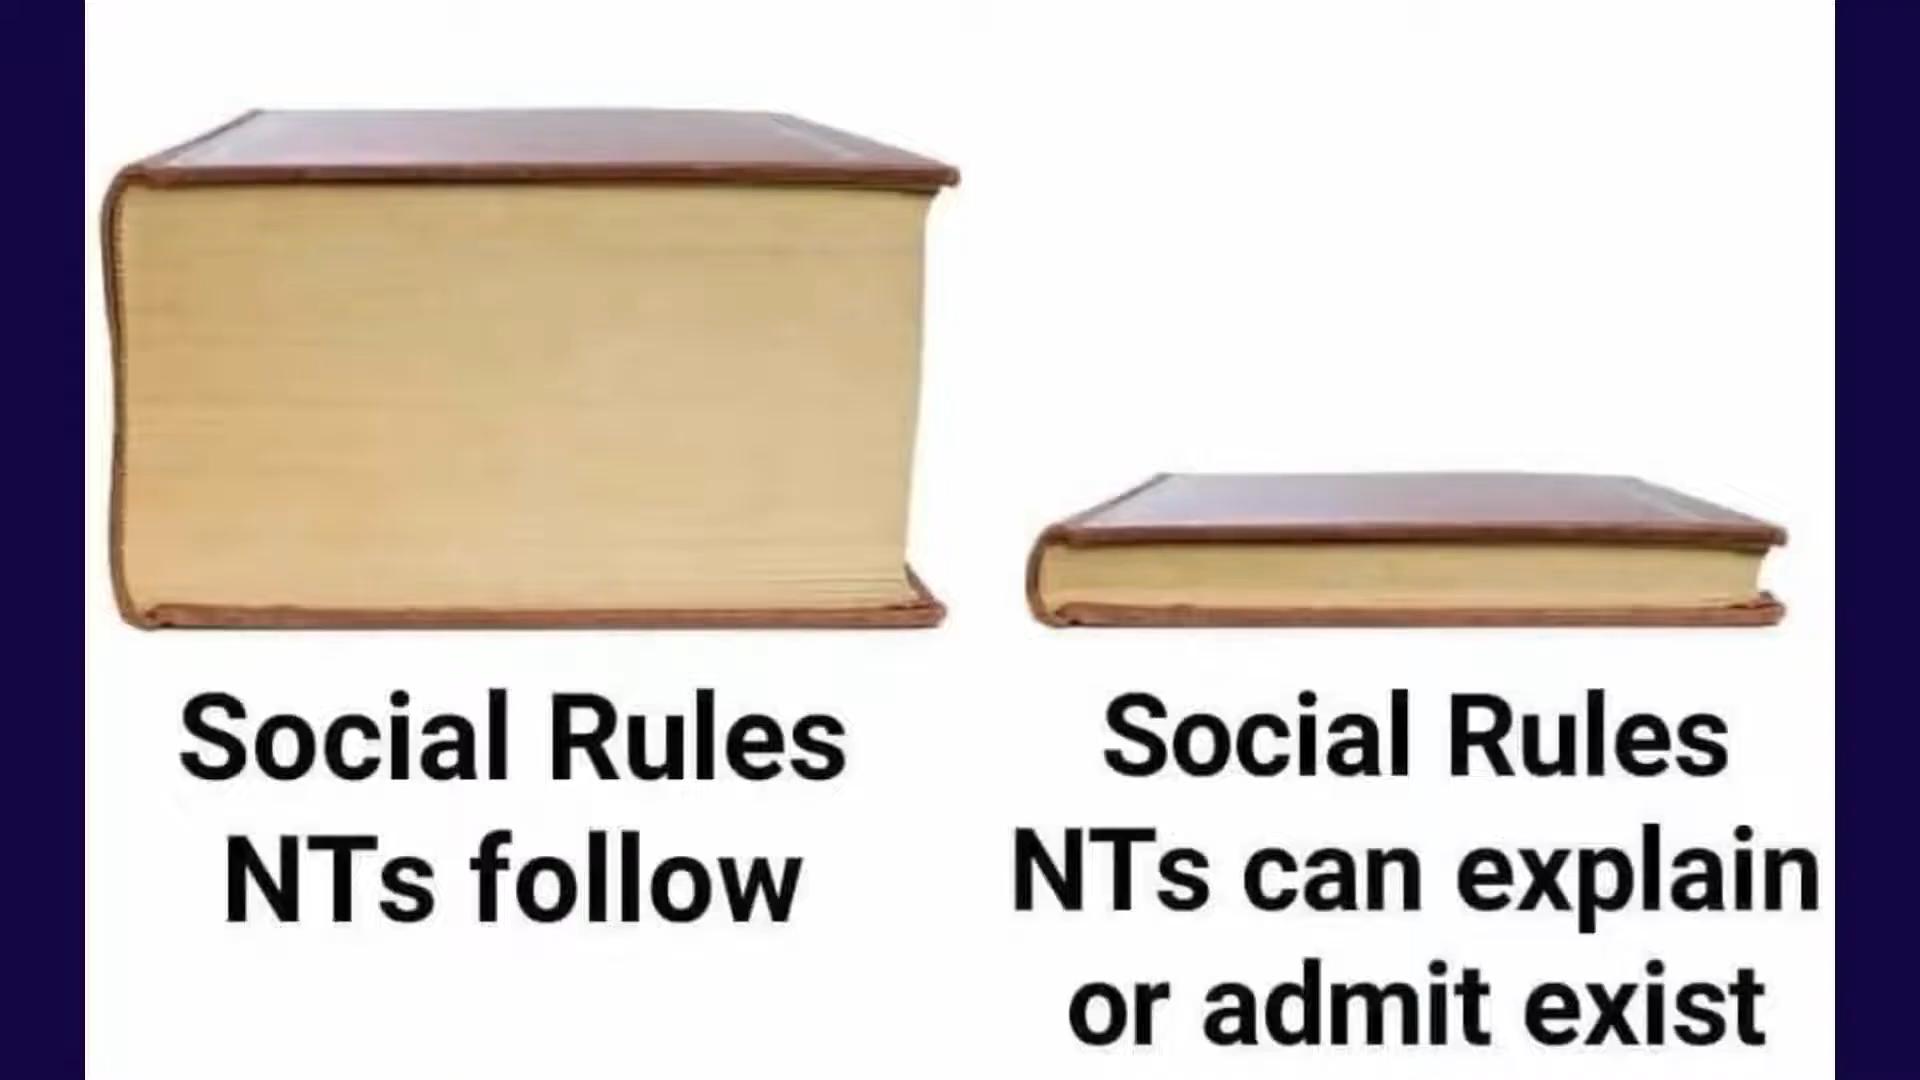 Social Rules
NTs follow
Social Rules
NTs can explain
or admit exist